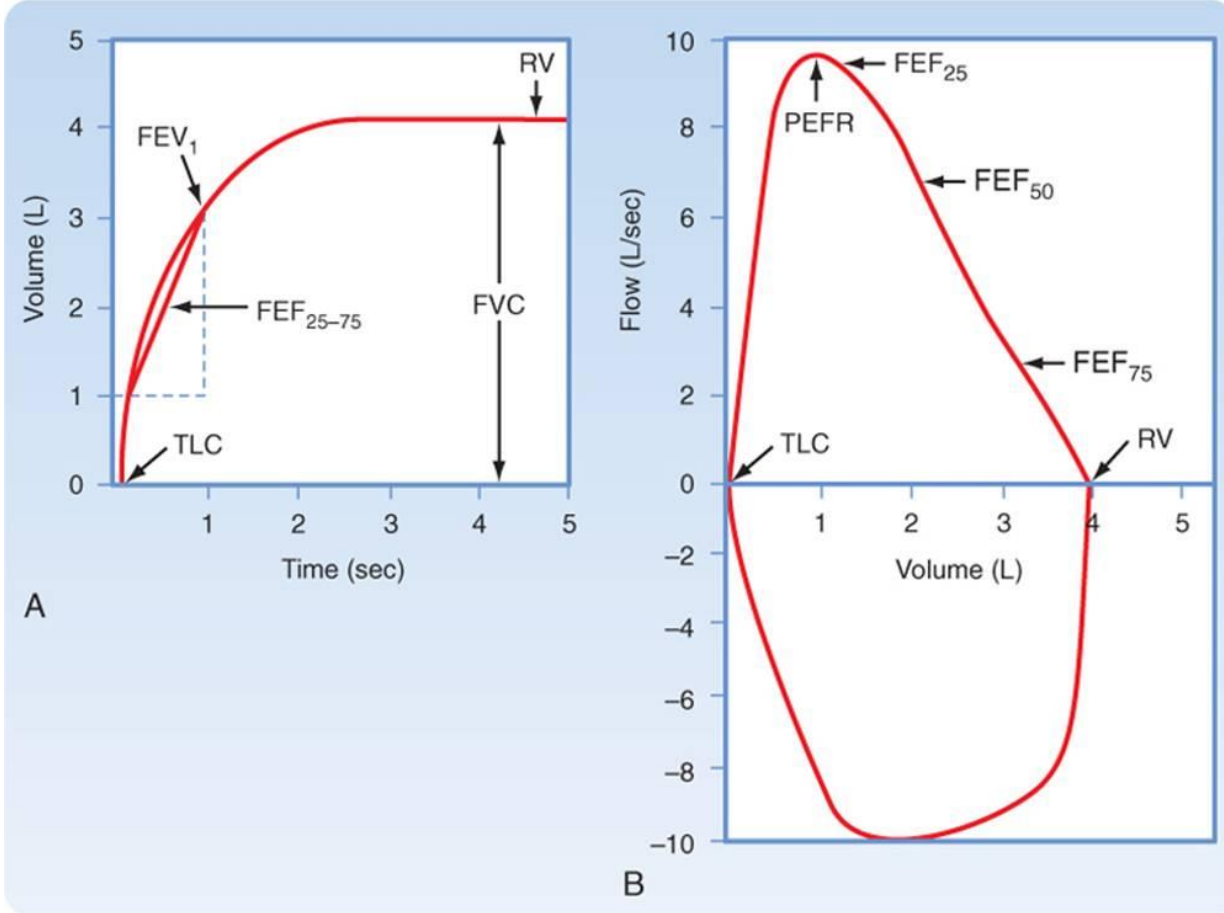 5
4
3
2
1
0
Volume (L)
FEV1
RV
FEF25–75
FVC
TLC
1
2
3
4
5
Time (sec)
A
10
8
6
4
2
0
–2
–4
–6
–8
–10
Flow (L/sec)
FEF25
PEFR
FEF50
FEF75
TLC
RV
1
2
3
4
5
Volume (L)
B